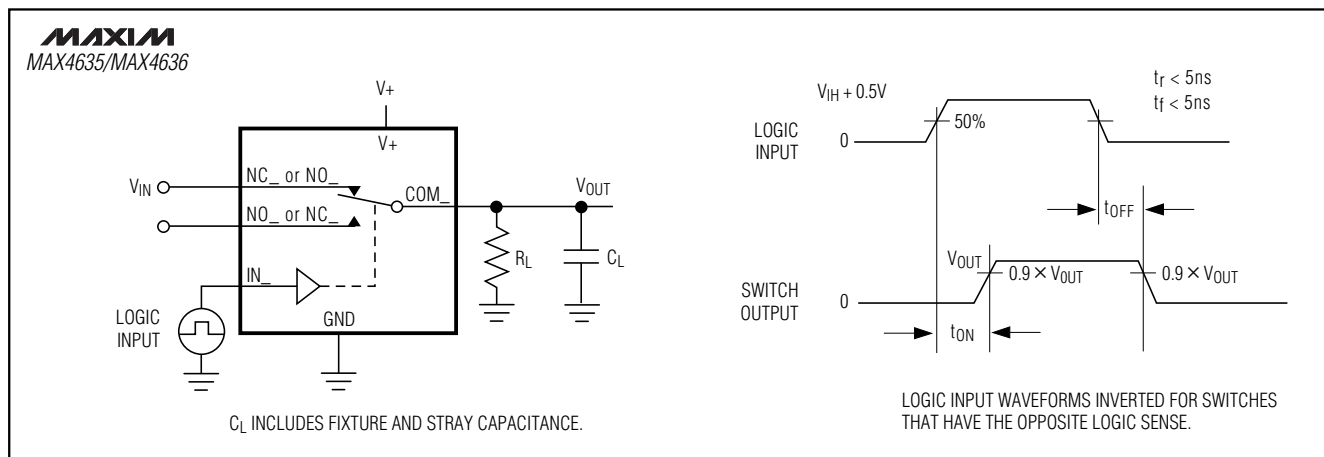 MAXIM
MAX4635/MAX4636
V+
V+
VIN
NC_ or NO_
COM_
VOUT
NO_ or NC_
RL
CL
IN_
LOGIC
INPUT
GND
CL INCLUDES FIXTURE AND STRAY CAPACITANCE.
VIH + 0.5V
tr < 5ns
tf < 5ns
LOGIC
INPUT
0
50%
tOFF
VOUT
0.9 × VOUT
0.9 × VOUT
SWITCH
OUTPUT
0
tON
LOGIC INPUT WAVEFORMS INVERTED FOR SWITCHES
THAT HAVE THE OPPOSITE LOGIC SENSE.